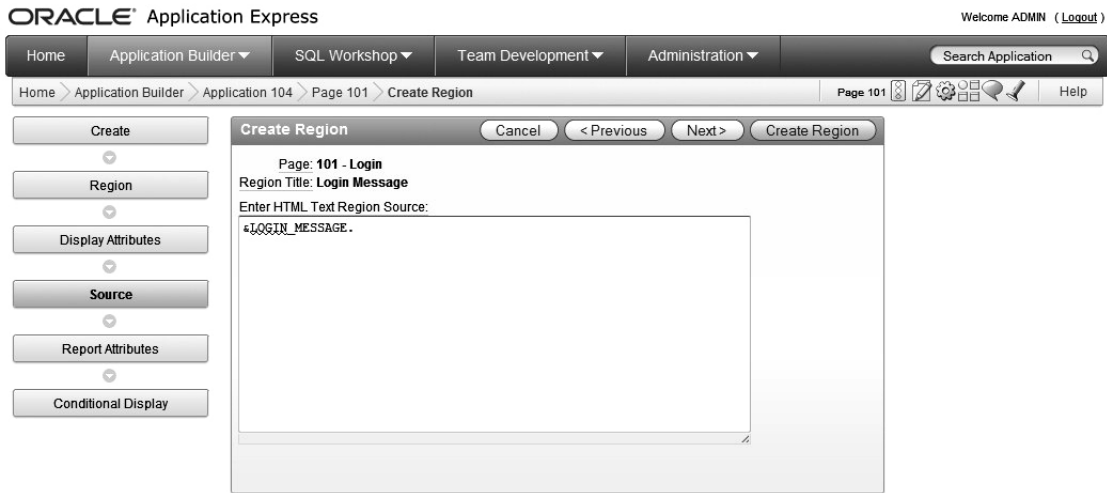 ORACLE Application Express
Welcome ADMIN ( Logout )
Home Application Builder SQL Workshop Team Development Administration Search Application
Home Application Builder Application 104 Page 101 Create Region Page 101 Help
Create
Region
Display Attributes
Source
Report Attributes
Conditional Display
Create Region Cancel < Previous Next > Create Region
Page: 101 - Login
Region Title: Login Message
Enter HTML Text Region Source:
&LOGIN_MESSAGE.